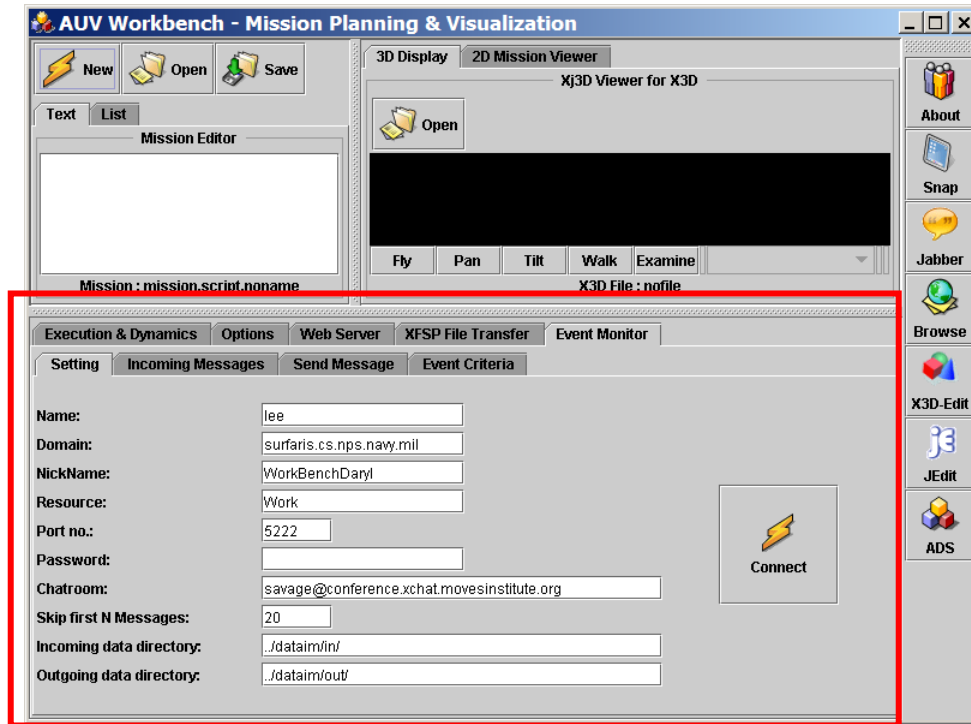 AUV Workbench - Mission Planning & Visualization
New Open Save
Text List
Mission Editor
Mission : mission.script.noname
3D Display 2D Mission Viewer
Xj3D Viewer for X3D
Open
Fly Pan Tilt Walk Examine
X3D File : nofile
About
Snap
Jabber
Browse
X3D-Edit
jE
JEdit
ADS
Execution & Dynamics Options Web Server XFSP File Transfer Event Monitor
Setting Incoming Messages Send Message Event Criteria
Name: lee
Domain: surfaris.cs.nps.navy.mil
NickName: WorkBenchDaryl
Resource: Work
Port no.: 5222
Password:
Chatroom: savage@conference.xchat.movesinstitute.org
Skip first N Messages: 20
Incoming data directory: ../dataim/in/
Outgoing data directory: ../dataim/out/
Connect